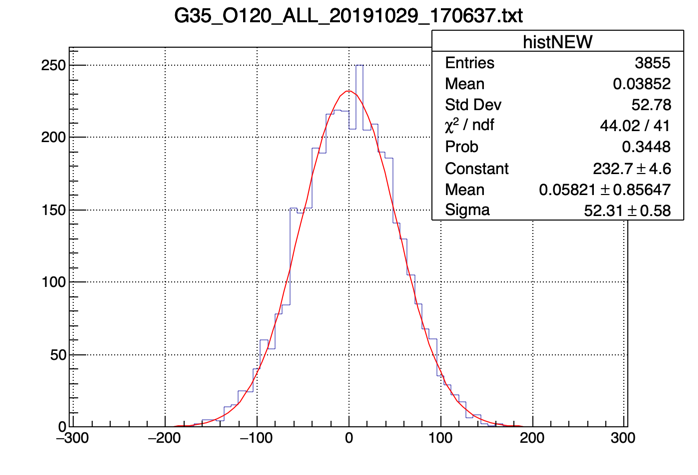 G35_O120_ALL_20191029_170637.txt
histNEW
Entries 3855
Mean 0.03852
Std Dev 52.78
χ² / ndf 44.02 / 41
Prob 0.3448
Constant 232.7 ± 4.6
Mean 0.05821 ± 0.85647
Sigma 52.31 ± 0.58
250
200
150
100
50
0
−300 −200 −100 0 100 200 300